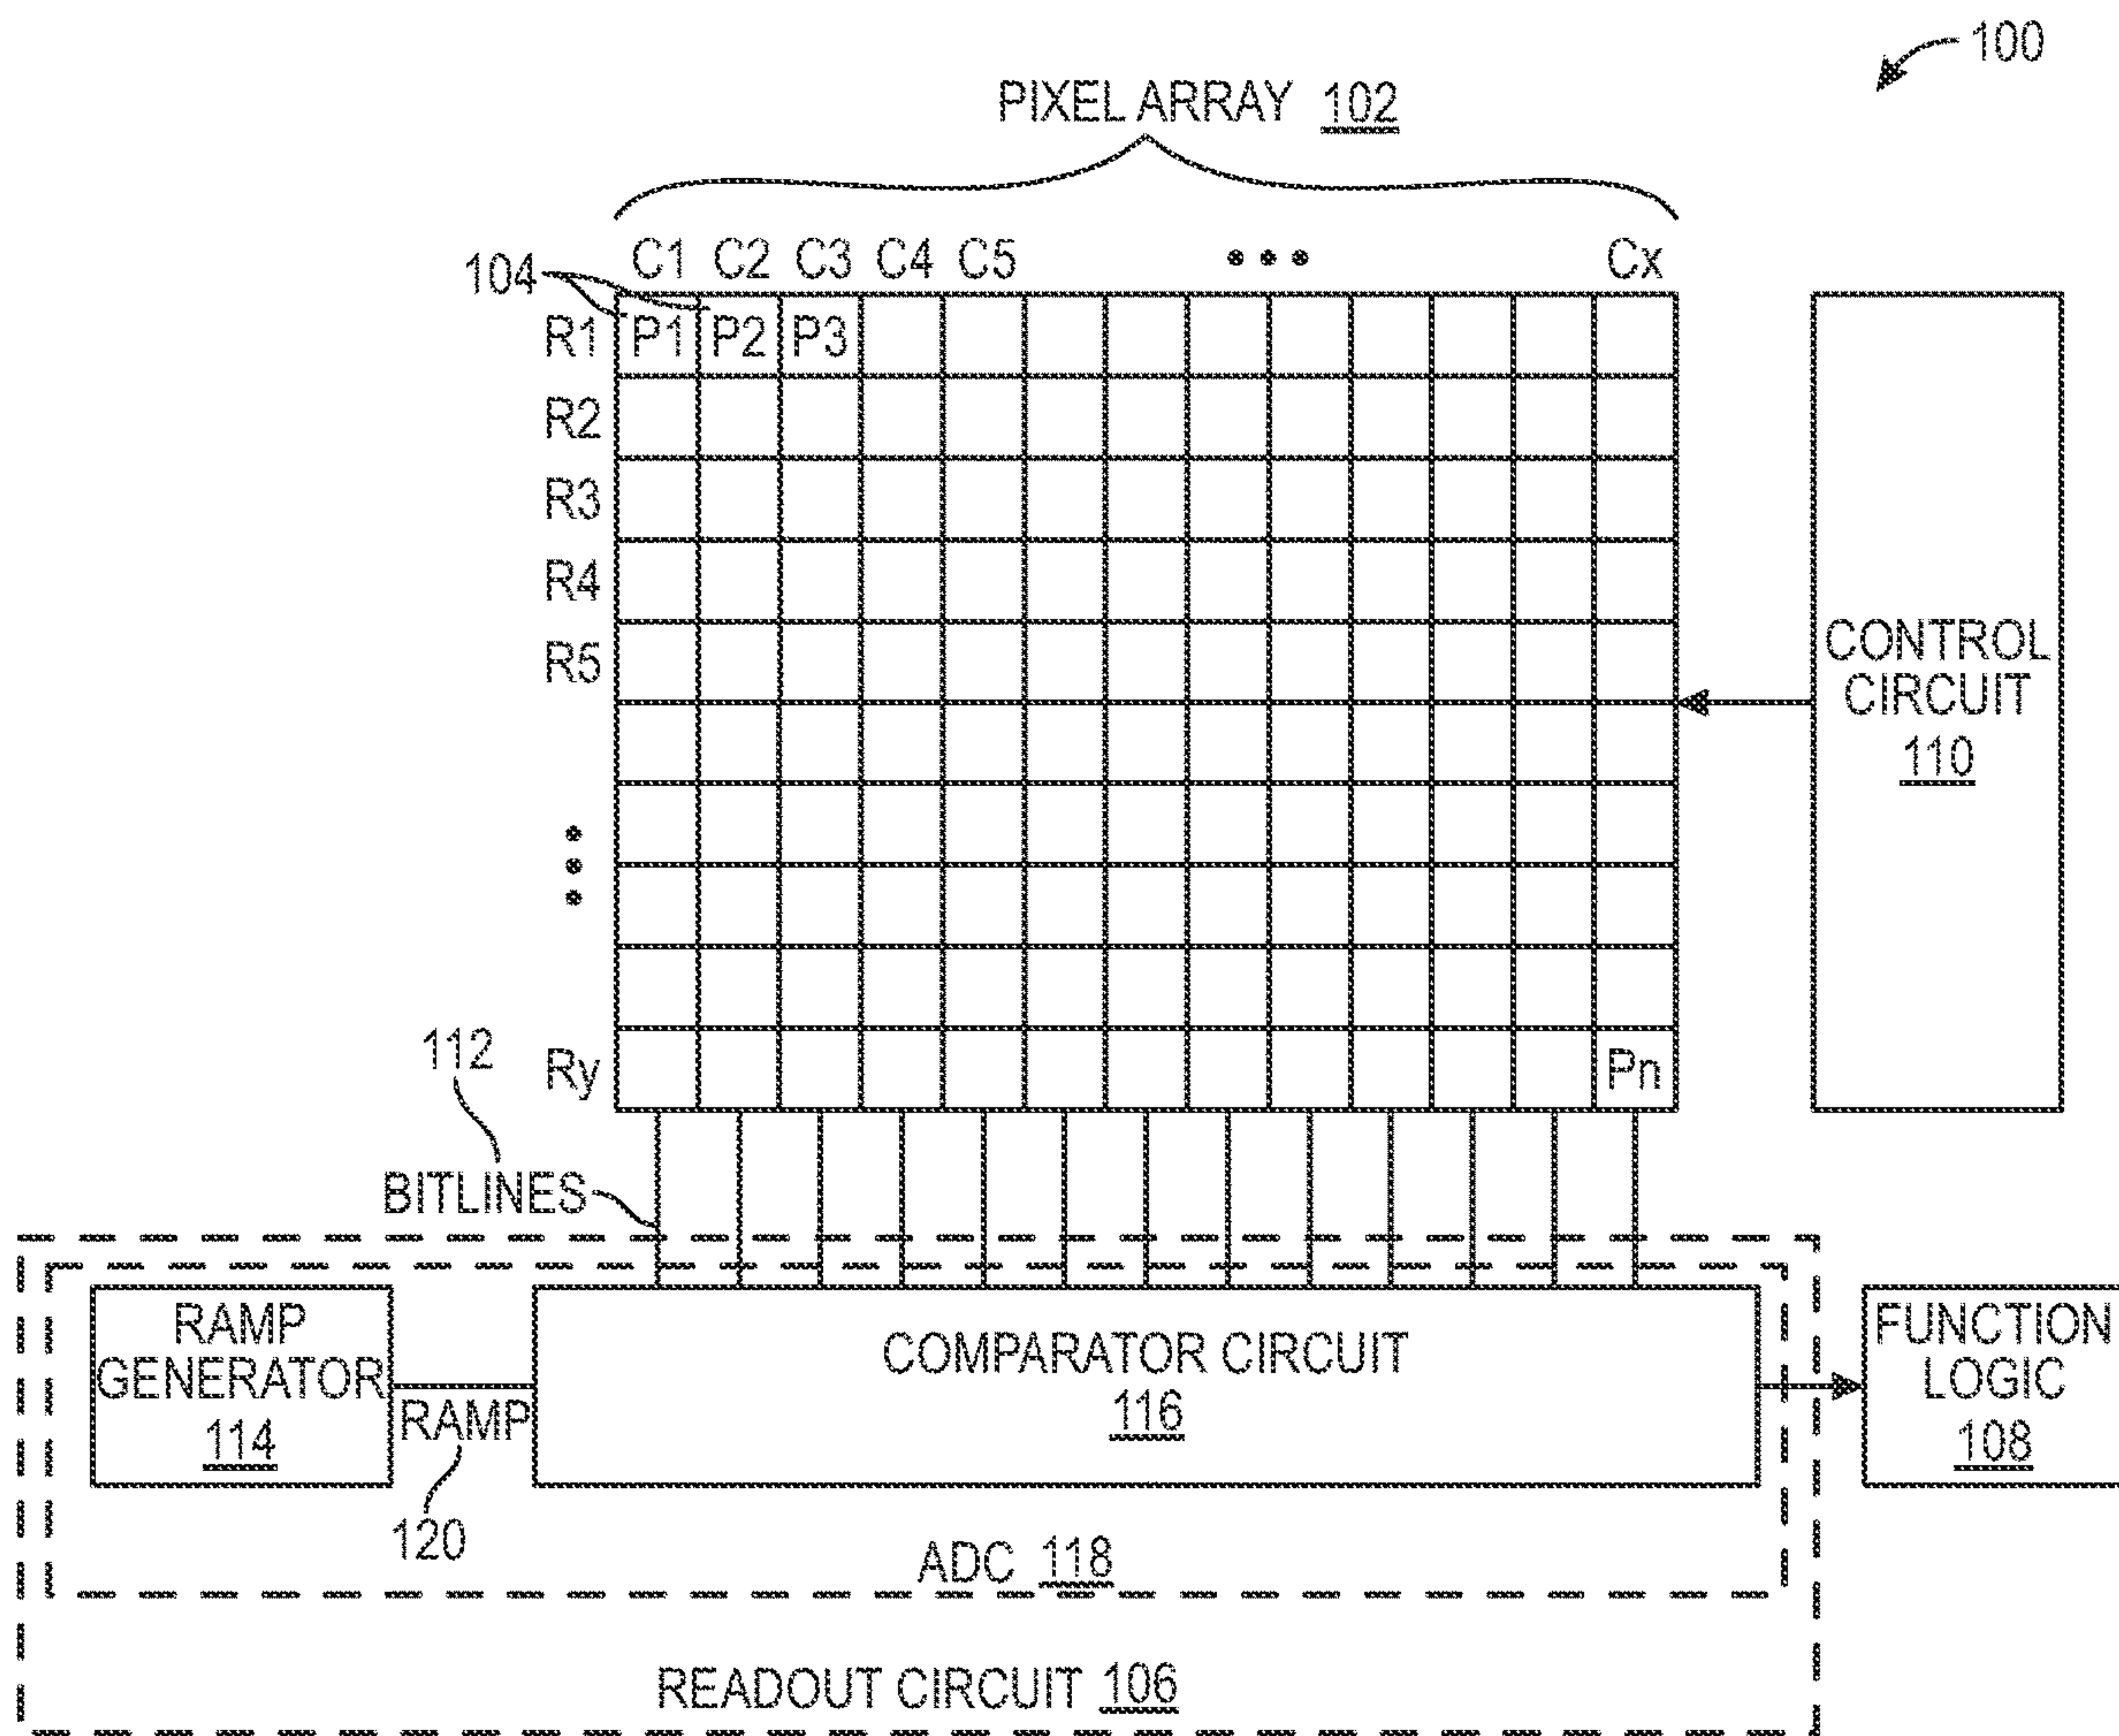 100
PIXEL ARRAY 102
C1 C2 C3 C4 C5 ••• Cx
104
R1 P1 P2 P3
R2
R3
R4
R5
CONTROL
CIRCUIT
110
•••
Ry Pn
112
BITLINES
RAMP
GENERATOR
114
RAMP
120
COMPARATOR CIRCUIT
116
FUNCTION
LOGIC
108
ADC 118
READOUT CIRCUIT 106